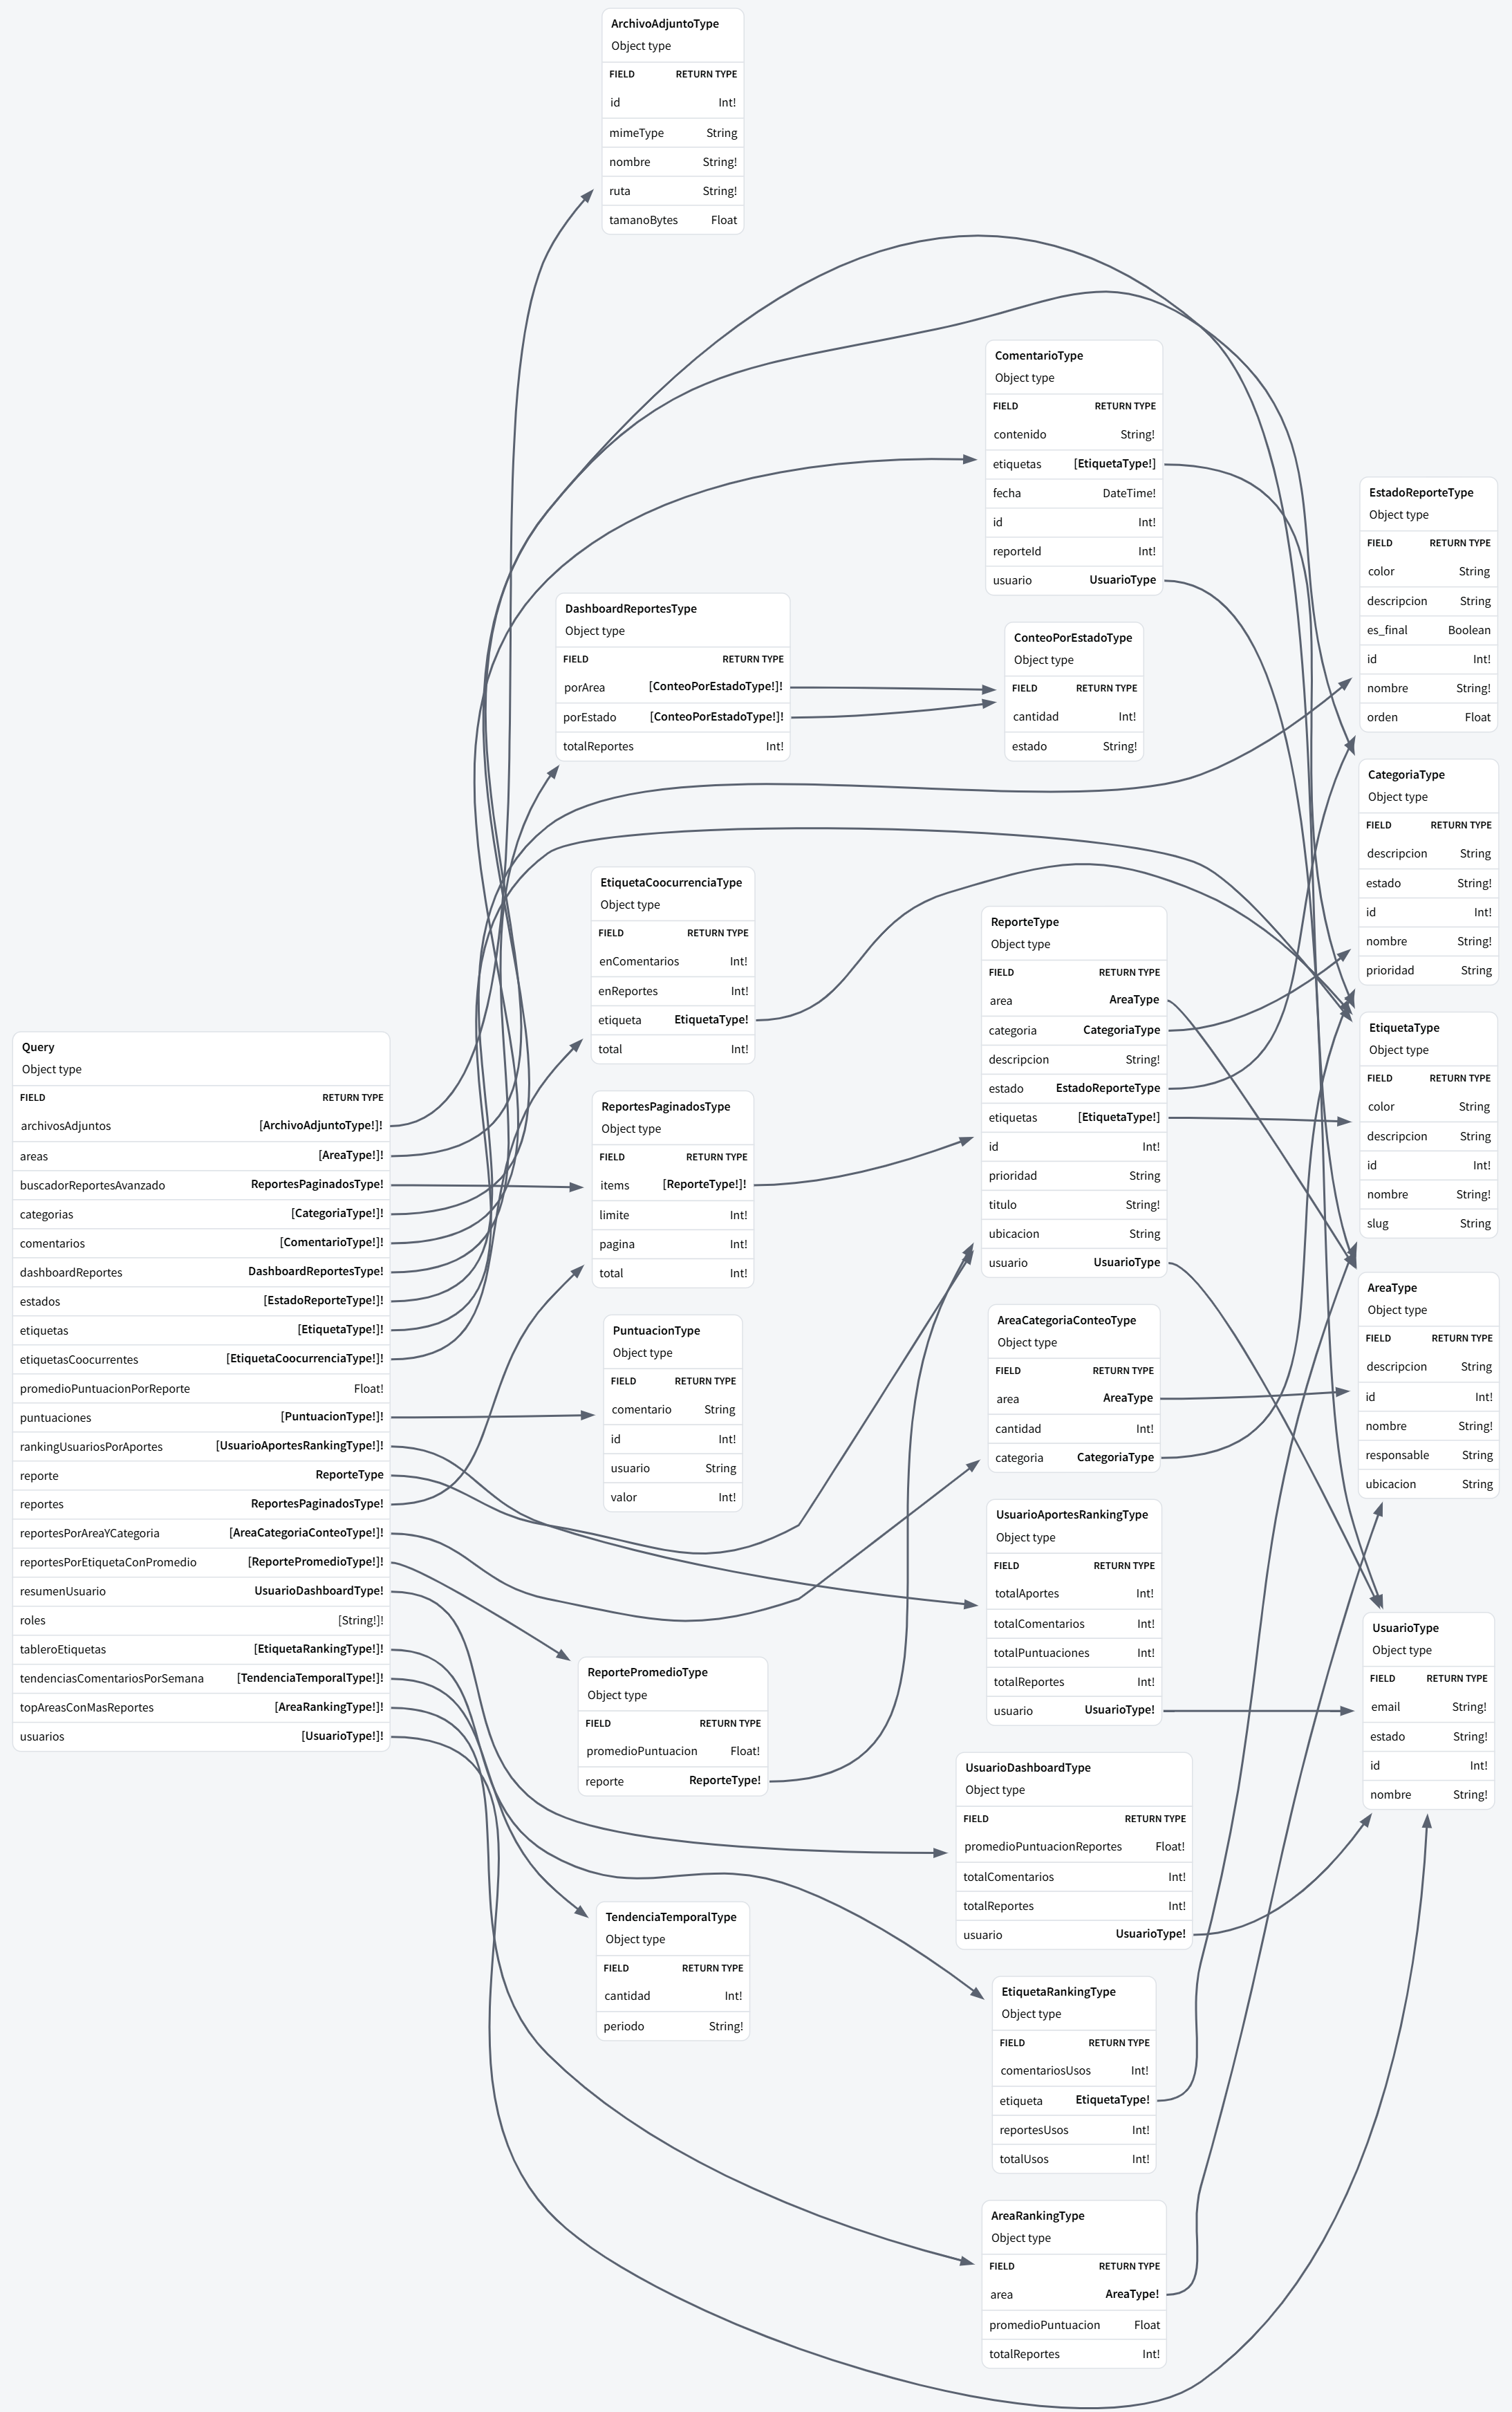 ArchivoAdjuntoType
Object type
FIELD RETURN TYPE
id Int!
mimeType String
nombre String!
ruta String!
tamanoBytes Float
ComentarioType
Object type
FIELD RETURN TYPE
contenido String!
etiquetas [EtiquetaType!]
fecha DateTime!
id Int!
reporteId Int!
usuario UsuarioType
EstadoReporteType
Object type
FIELD RETURN TYPE
color String
descripcion String
es_final Boolean
id Int!
nombre String!
orden Float
DashboardReportesType
Object type
FIELD RETURN TYPE
porArea [ConteoPorEstadoType!]!
porEstado [ConteoPorEstadoType!]!
totalReportes Int!
ConteoPorEstadoType
Object type
FIELD RETURN TYPE
cantidad Int!
estado String!
CategoriaType
Object type
FIELD RETURN TYPE
descripcion String
estado String!
id Int!
nombre String!
prioridad String
EtiquetaCoocurrenciaType
Object type
FIELD RETURN TYPE
enComentarios Int!
enReportes Int!
etiqueta EtiquetaType!
total Int!
ReporteType
Object type
FIELD RETURN TYPE
area AreaType
categoria CategoriaType
descripcion String!
estado EstadoReporteType
etiquetas [EtiquetaType!]
id Int!
prioridad String
titulo String!
ubicacion String
usuario UsuarioType
EtiquetaType
Object type
FIELD RETURN TYPE
color String
descripcion String
id Int!
nombre String!
slug String
Query
Object type
FIELD RETURN TYPE
archivosAdjuntos [ArchivoAdjuntoType!]!
areas [AreaType!]!
buscadorReportesAvanzado ReportesPaginadosType!
categorias [CategoriaType!]!
comentarios [ComentarioType!]!
dashboardReportes DashboardReportesType!
estados [EstadoReporteType!]!
etiquetas [EtiquetaType!]!
etiquetasCoocurrentes [EtiquetaCoocurrenciaType!]!
promedioPuntuacionPorReporte Float!
puntuaciones [PuntuacionType!]!
rankingUsuariosPorAportes [UsuarioAportesRankingType!]!
reporte ReporteType
reportes ReportesPaginadosType!
reportesPorAreaYCategoria [AreaCategoriaConteoType!]!
reportesPorEtiquetaConPromedio [ReportePromedioType!]!
resumenUsuario UsuarioDashboardType!
roles [String!]!
tableroEtiquetas [EtiquetaRankingType!]!
tendenciasComentariosPorSemana [TendenciaTemporalType!]!
topAreasConMasReportes [AreaRankingType!]!
usuarios [UsuarioType!]!
ReportesPaginadosType
Object type
FIELD RETURN TYPE
items [ReporteType!]!
limite Int!
pagina Int!
total Int!
AreaType
Object type
FIELD RETURN TYPE
descripcion String
id Int!
nombre String!
responsable String
ubicacion String
PuntuacionType
Object type
FIELD RETURN TYPE
comentario String
id Int!
usuario String
valor Int!
AreaCategoriaConteoType
Object type
FIELD RETURN TYPE
area AreaType
cantidad Int!
categoria CategoriaType
UsuarioAportesRankingType
Object type
FIELD RETURN TYPE
totalAportes Int!
totalComentarios Int!
totalPuntuaciones Int!
totalReportes Int!
usuario UsuarioType!
UsuarioType
Object type
FIELD RETURN TYPE
email String!
estado String!
id Int!
nombre String!
ReportePromedioType
Object type
FIELD RETURN TYPE
promedioPuntuacion Float!
reporte ReporteType!
UsuarioDashboardType
Object type
FIELD RETURN TYPE
promedioPuntuacionReportes Float!
totalComentarios Int!
totalReportes Int!
usuario UsuarioType!
TendenciaTemporalType
Object type
FIELD RETURN TYPE
cantidad Int!
periodo String!
EtiquetaRankingType
Object type
FIELD RETURN TYPE
comentariosUsos Int!
etiqueta EtiquetaType!
reportesUsos Int!
totalUsos Int!
AreaRankingType
Object type
FIELD RETURN TYPE
area AreaType!
promedioPuntuacion Float
totalReportes Int!